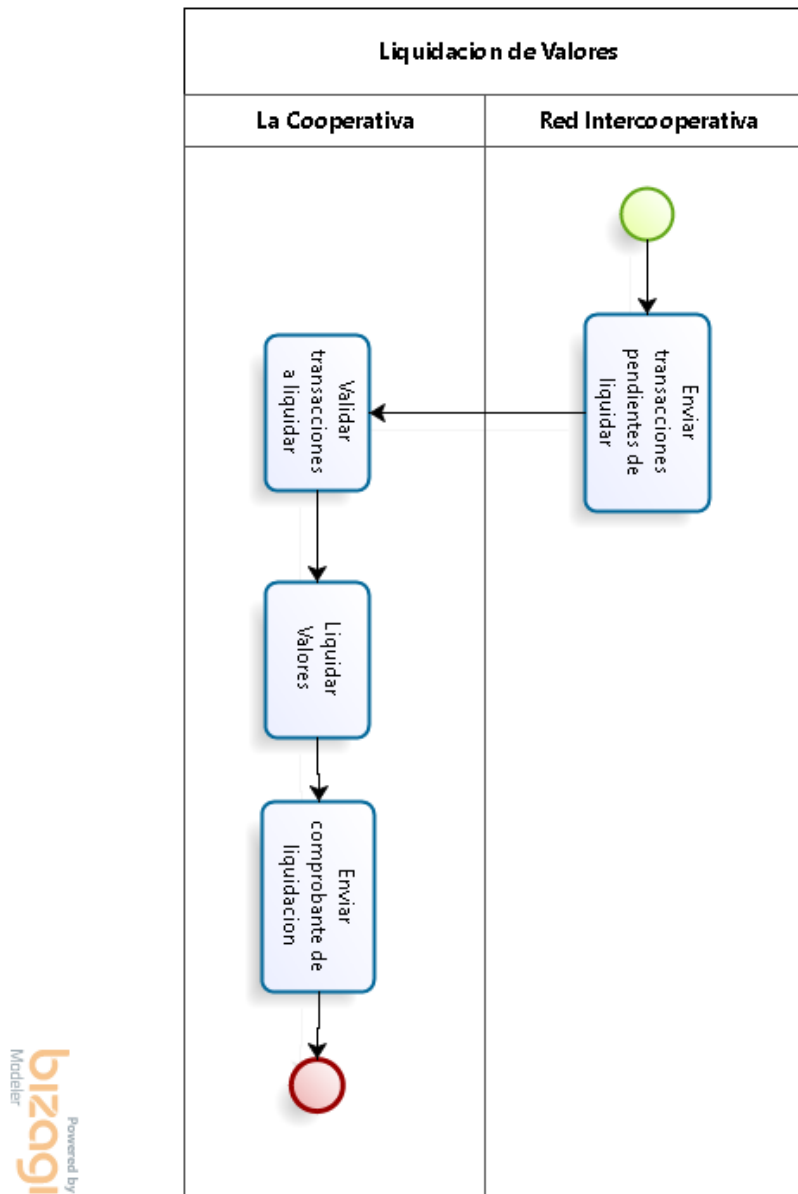 Liquidacion de Valores
La Cooperativa
Red Intercooperativa
Enviar
transacciones
pendientes de
liquidar
Validar
transacciones
a liquidar
Liquidar
Valores
Enviar
comprobante de
liquidacion
Powered by
bizagi
Modeler